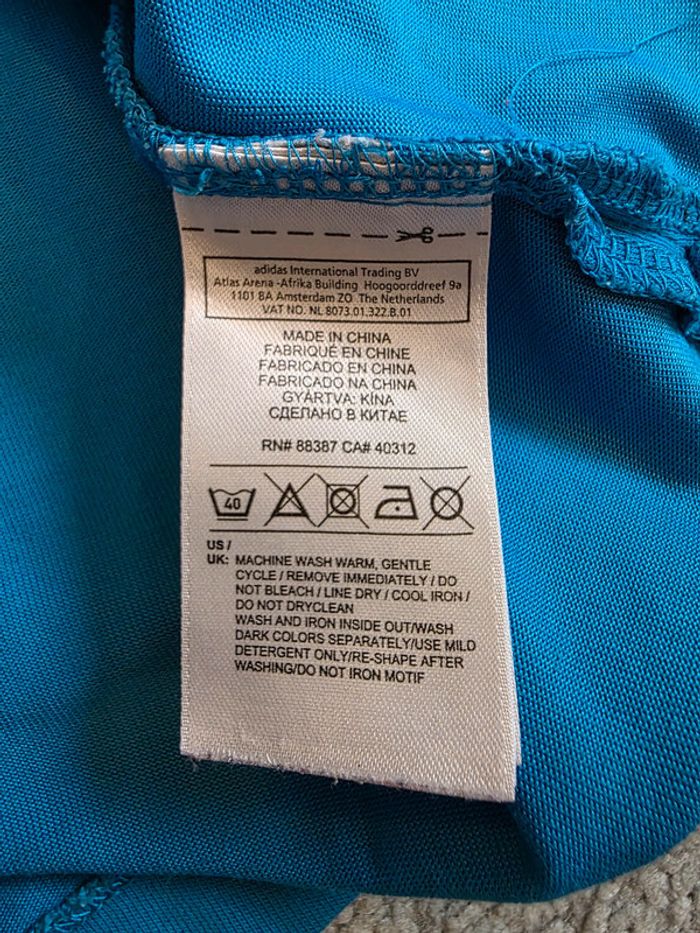 adidas International Trading BV
Atlas Arena -Afrika Building Hoogoorddreef 9a
1101 BA Amsterdam ZO The Netherlands
VAT NO. NL 8073.01.322.B.01
MADE IN CHINA
FABRIQUÉ EN CHINE
FABRICADO EN CHINA
FABRICADO NA CHINA
GYÁRTVA: KÍNA
СДЕЛАНО В КИТАЕ
RN# 88387 CA# 40312
40
US /
UK: MACHINE WASH WARM, GENTLE
CYCLE / REMOVE IMMEDIATELY / DO
NOT BLEACH / LINE DRY / COOL IRON /
DO NOT DRYCLEAN
WASH AND IRON INSIDE OUT/WASH
DARK COLORS SEPARATELY/USE MILD
DETERGENT ONLY/RE-SHAPE AFTER
WASHING/DO NOT IRON MOTIF